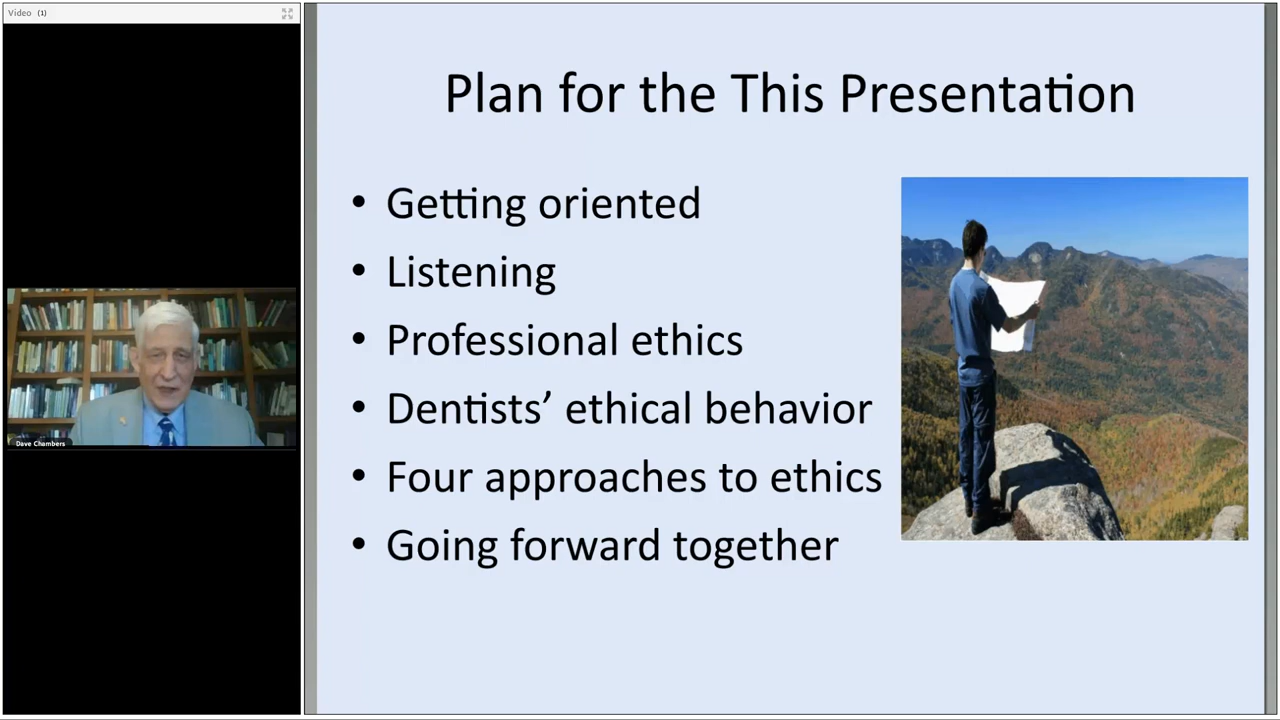 Video (1)
Plan for the This Presentation
• Getting oriented
• Listening
• Professional ethics
• Dentists’ ethical behavior
• Four approaches to ethics
• Going forward together
Dave Chambers